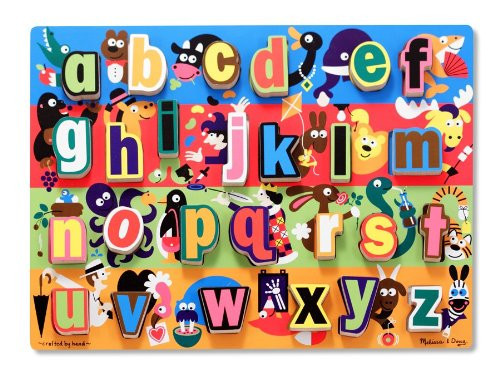 a b c d e f
g h i j k l m
n o p q r s t
u v w x y z
crafted by hand
Melissa & Doug